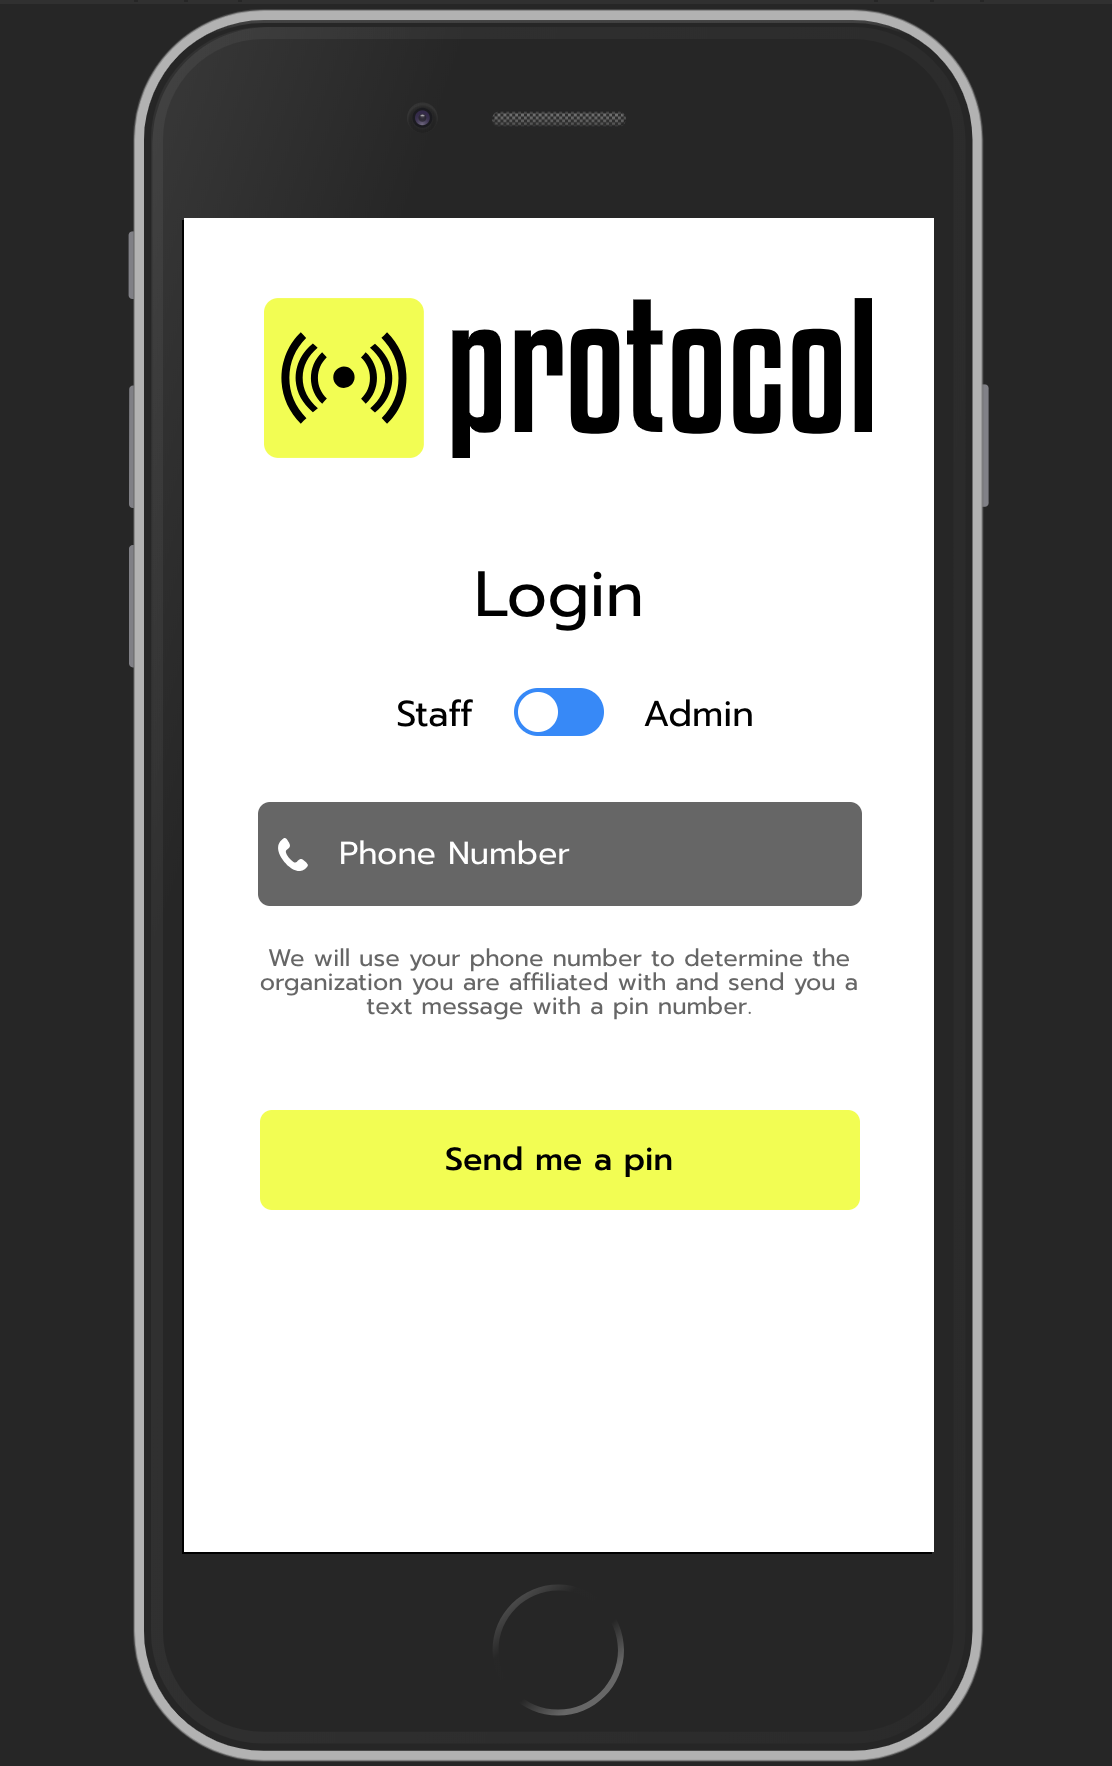 protocol
Login
Staff Admin
Phone Number
We will use your phone number to determine the
organization you are affiliated with and send you a
text message with a pin number.
Send me a pin